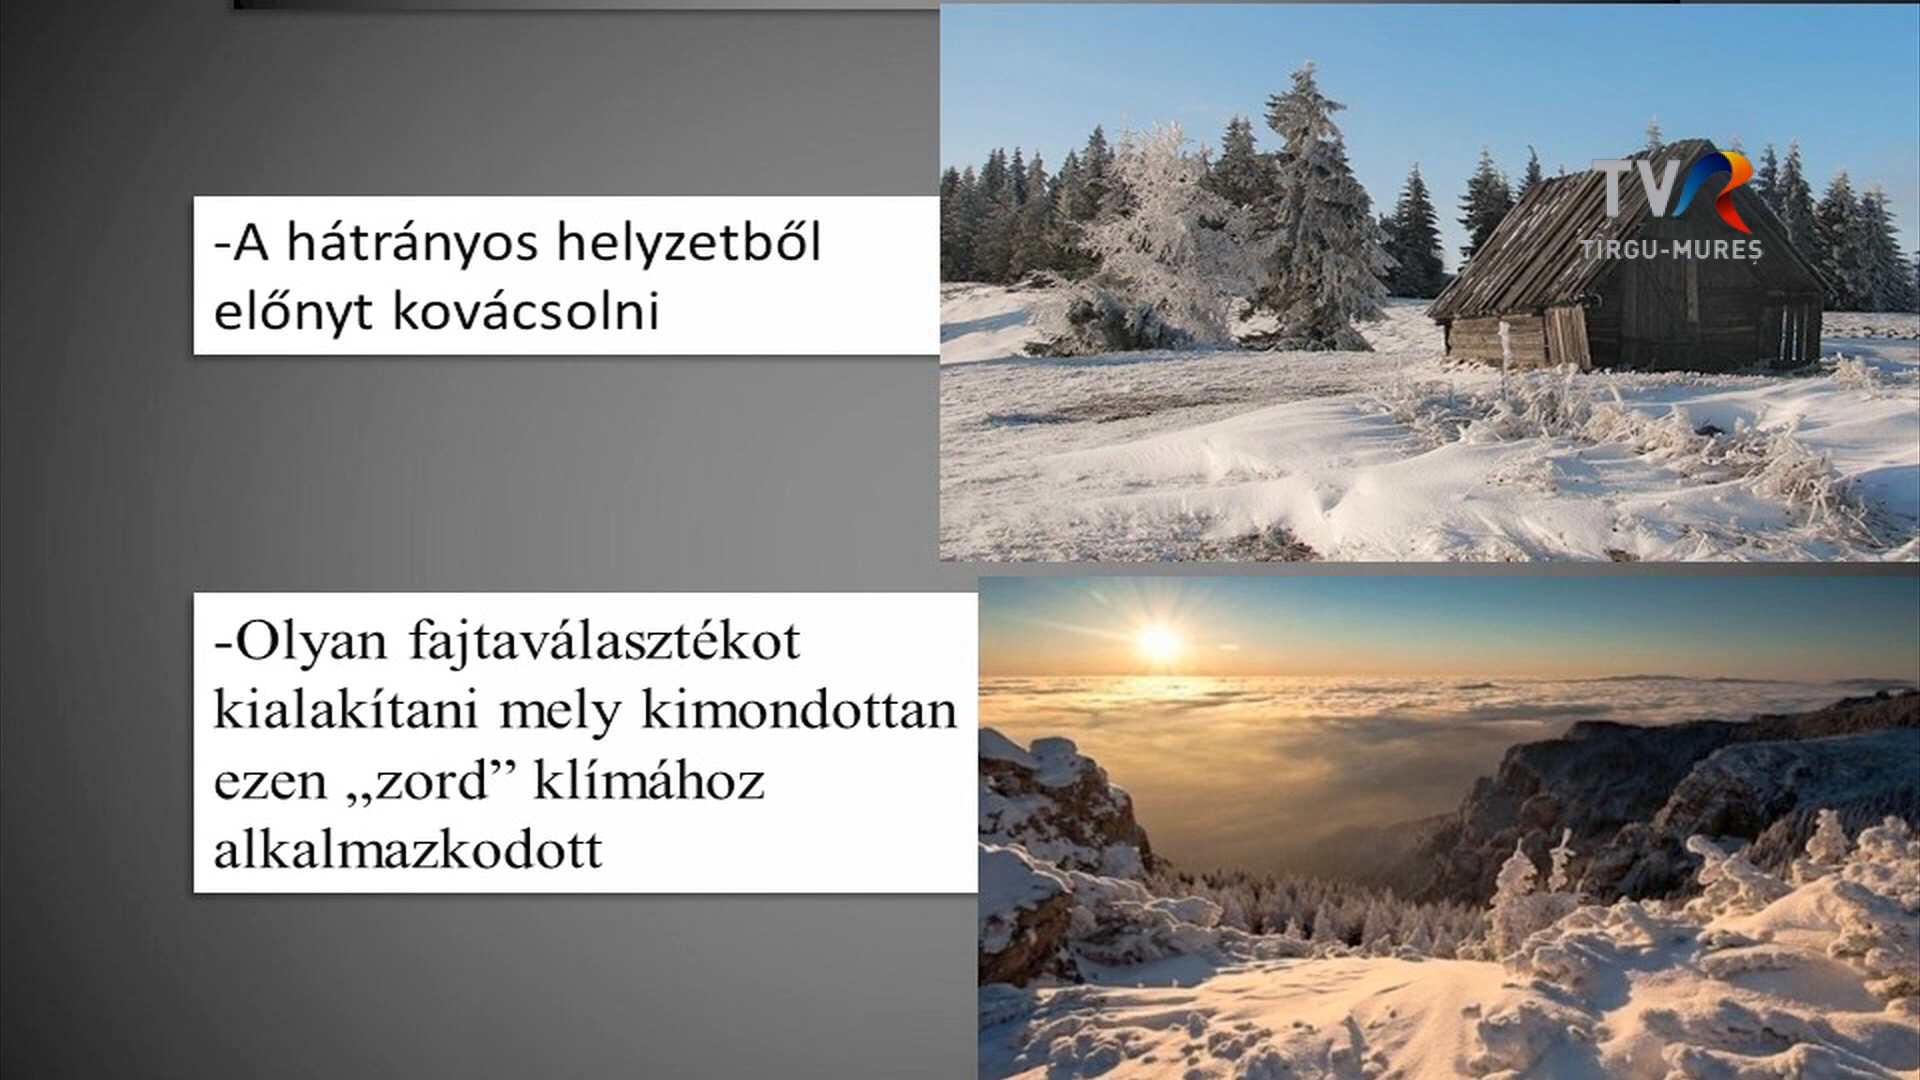 -A hátrányos helyzetből
előnyt kovácsolni
TVR
TÎRGU-MUREȘ
-Olyan fajtaválasztékot
kialakítani mely kimondottan
ezen „zord” klímához
alkalmazkodott